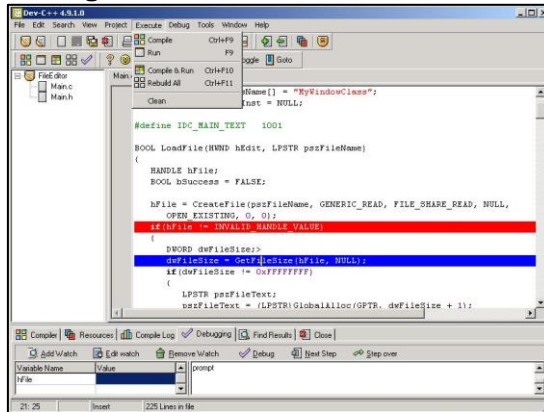 Dev-C++ 4.9.1.0
File Edit Search View Project Execute Debug Tools Window Help
Compile Ctrl+F9
Run F9
Compile & Run Ctrl+F10
Rebuild All Ctrl+F11
Clean
oggle Goto
FileEditor
Main.c
Main.h
Main.
aName[] = "MyWindowClass";
Inst = NULL;
#define IDC_MAIN_TEXT 1001
BOOL LoadFile(HWND hEdit, LPSTR pszFileName)
{
HANDLE hFile;
BOOL bSuccess = FALSE;
hFile = CreateFile(pszFileName, GENERIC_READ, FILE_SHARE_READ, NULL,
OPEN_EXISTING, 0, 0);
if(hFile != INVALID_HANDLE_VALUE)
{
DWORD dwFileSize;>
dwFileSize = GetFileSize(hFile, NULL);
if(dwFileSize != 0xFFFFFFFF)
{
LPSTR pszFileText;
pszFileText = (LPSTR)GlobalAlloc(GPTR, dwFileSize + 1);
Compiler Resources Compile Log Debugging Find Results Close
Add Watch Edit watch Remove Watch Debug Next Step Step over
Variable Name Value prompt
hFile
21: 25 Insert 225 Lines in file